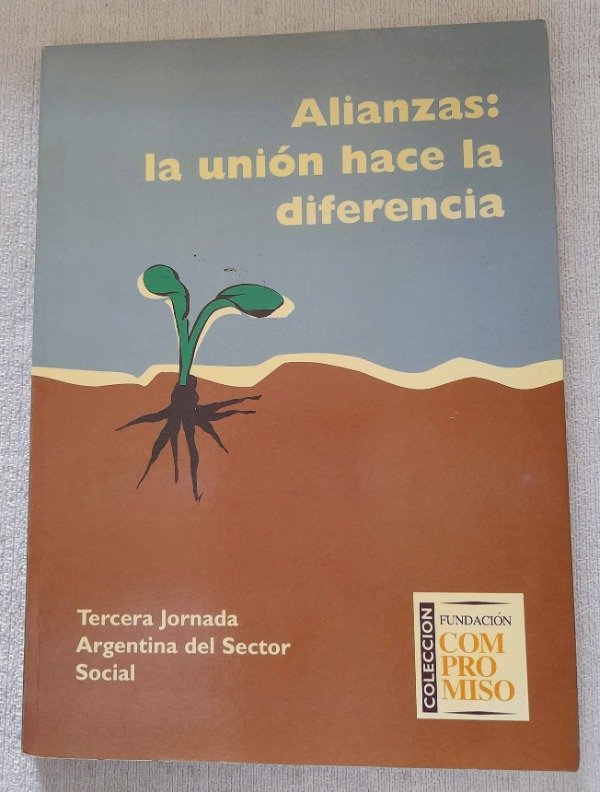 Alianzas:
la unión hace la
diferencia
Tercera Jornada
Argentina del Sector
Social
COLECCION
FUNDACIÓN
COM
PRO
MISO